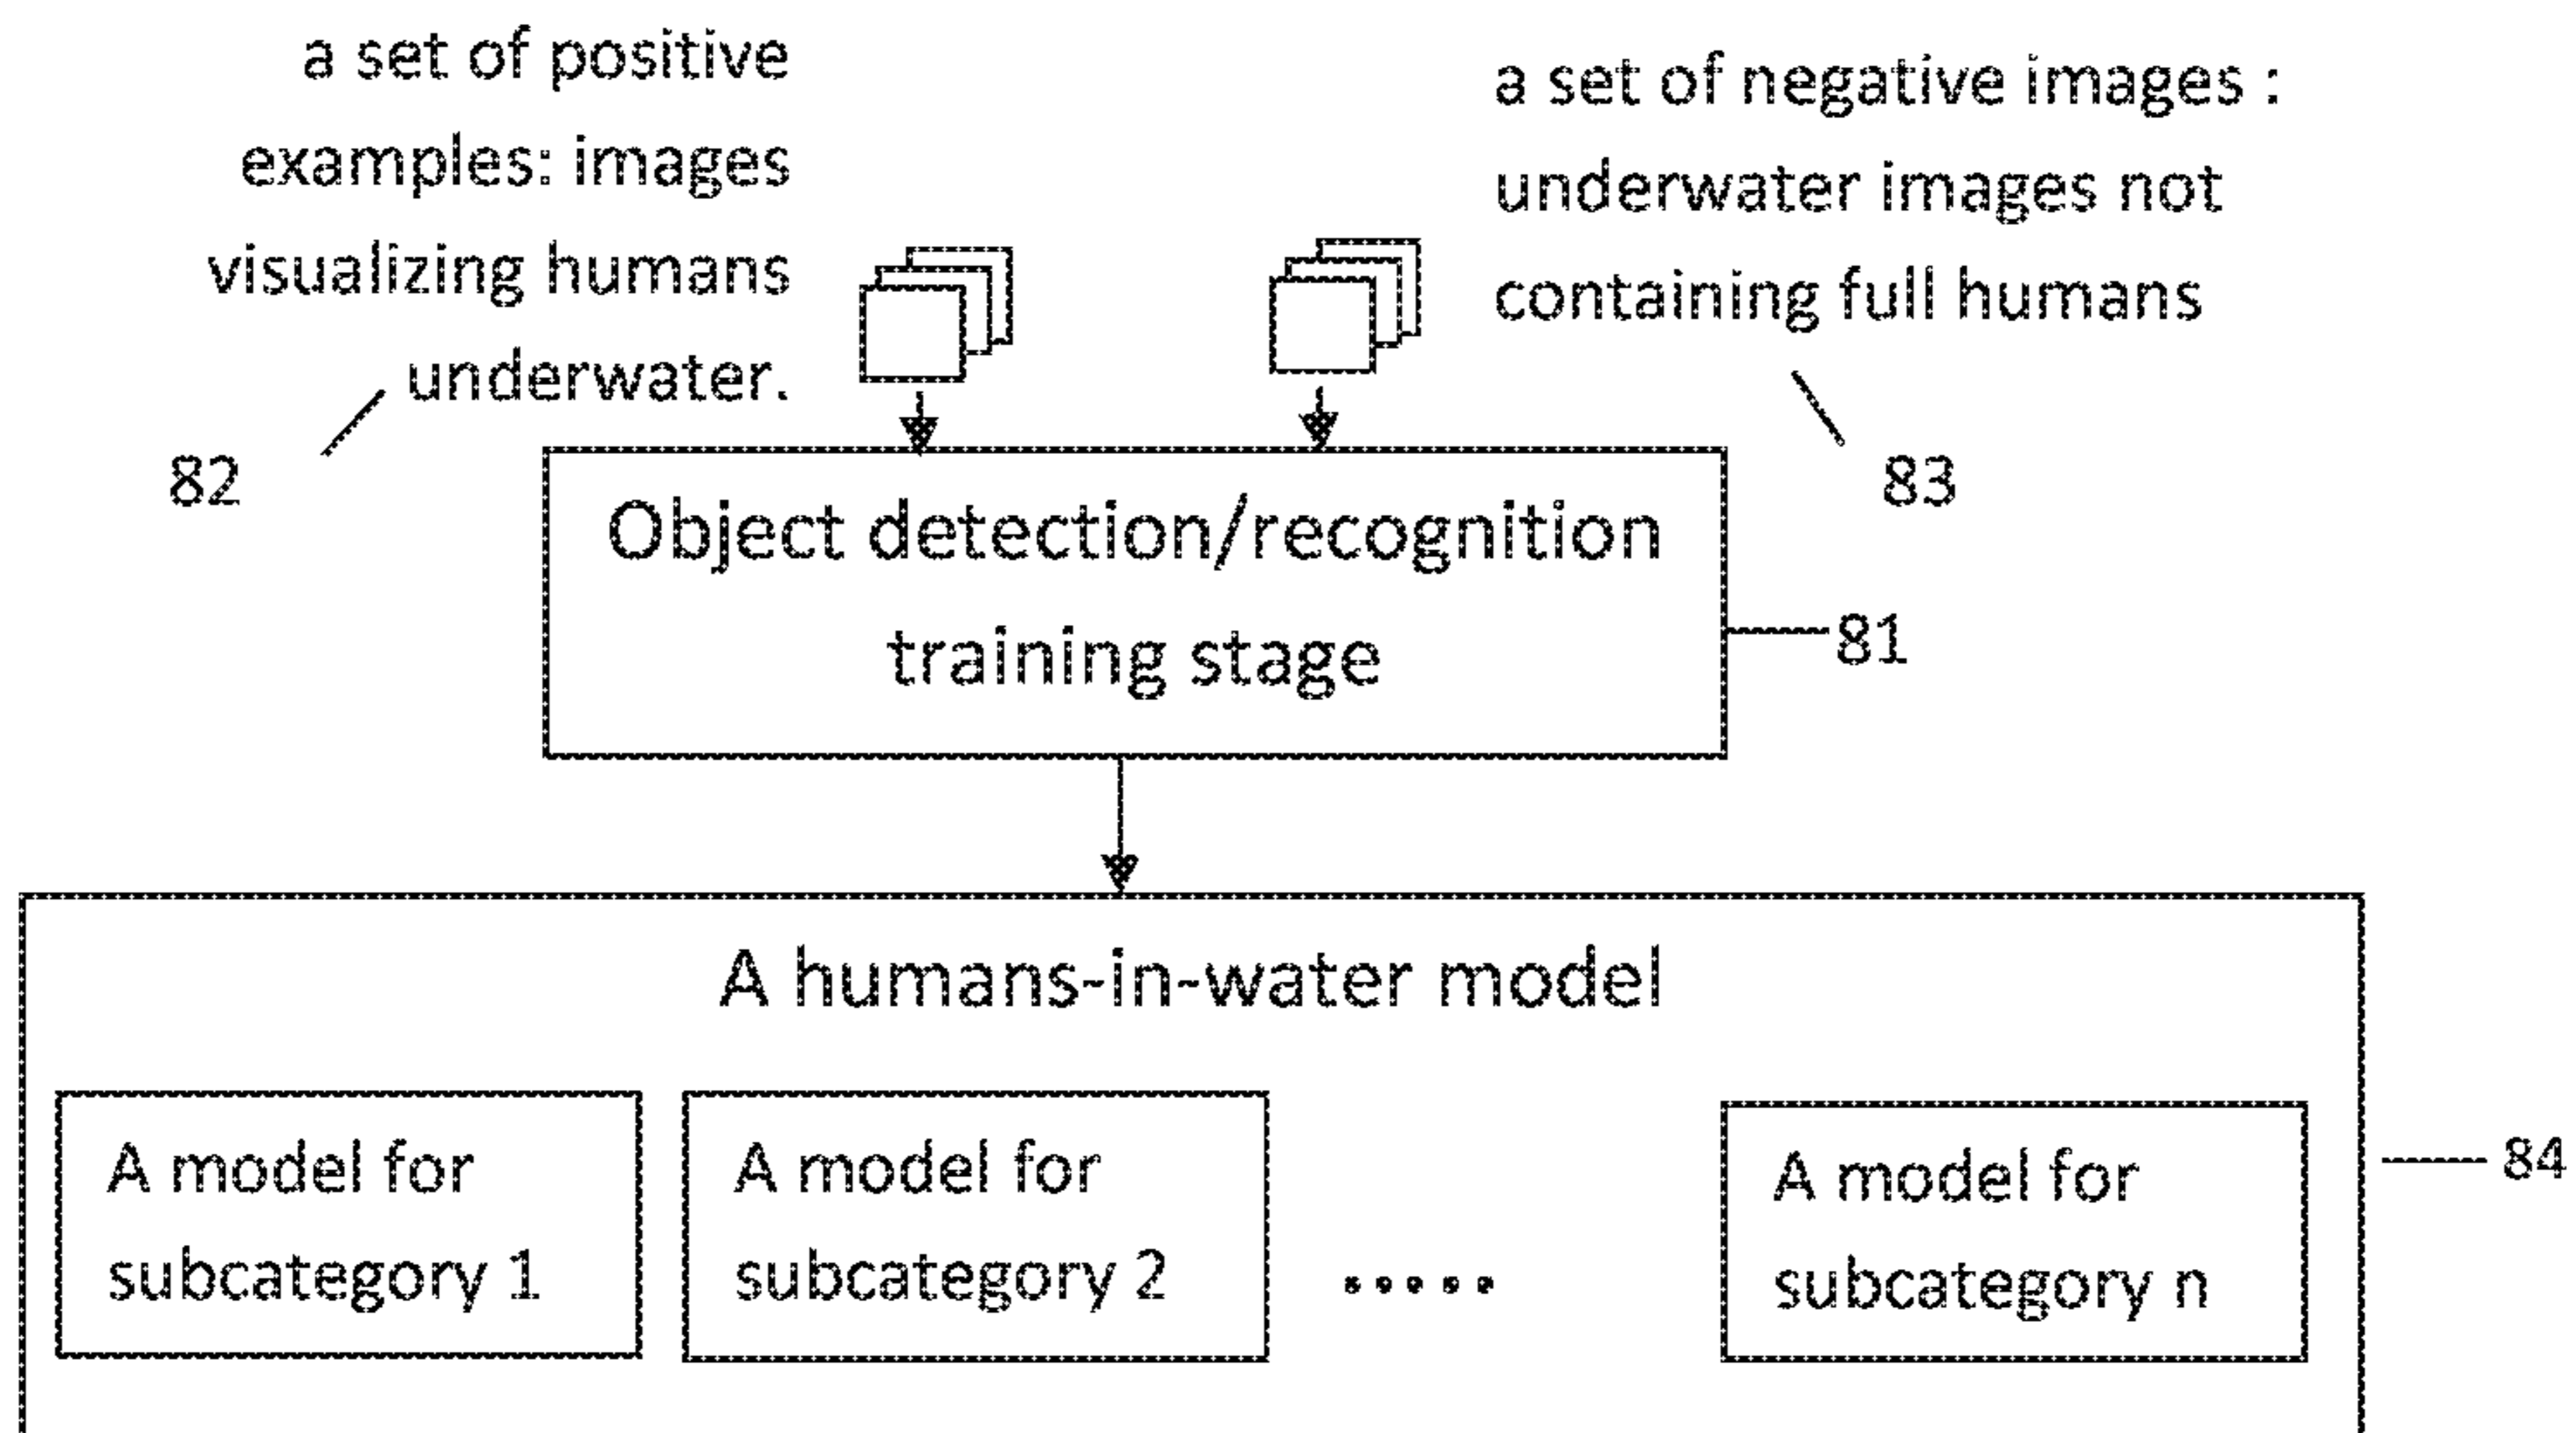 a set of positive
examples: images
visualizing humans
underwater.
82
a set of negative images :
underwater images not
containing full humans
83
Object detection/recognition
training stage
81
A humans-in-water model
A model for
subcategory 1
A model for
subcategory 2
.....
A model for
subcategory n
84